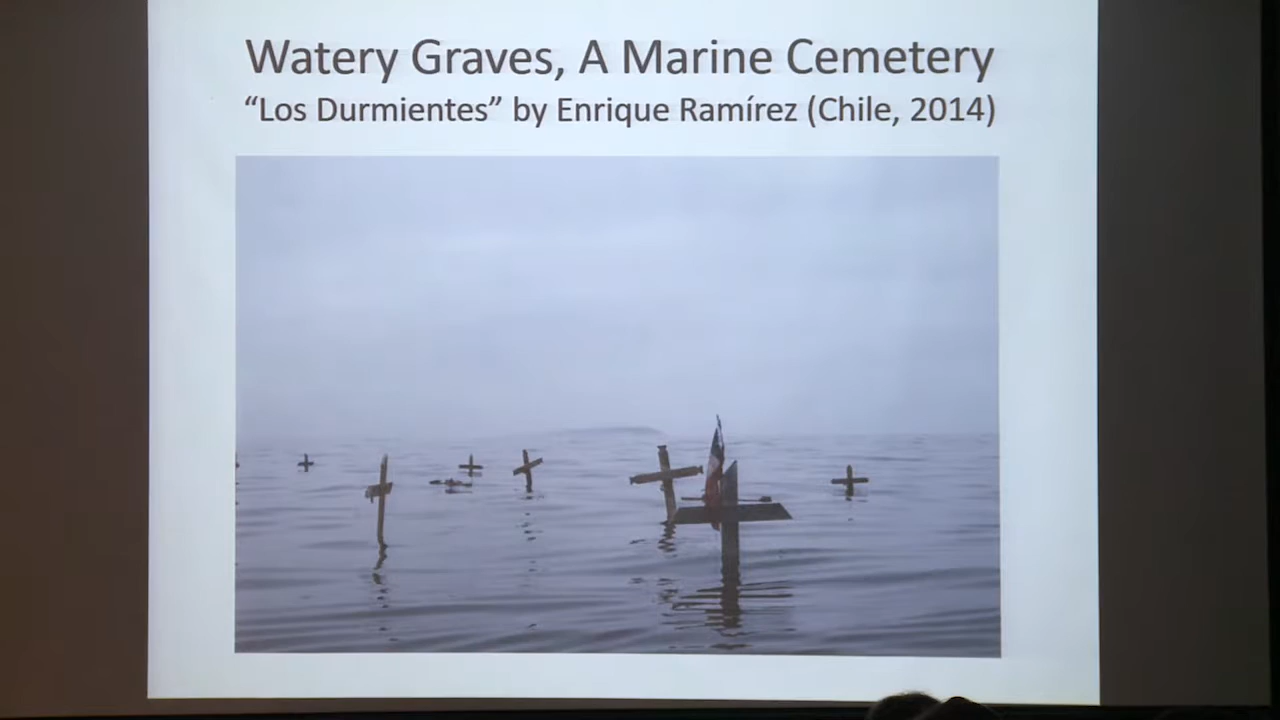 Watery Graves, A Marine Cemetery
“Los Durmientes” by Enrique Ramírez (Chile, 2014)